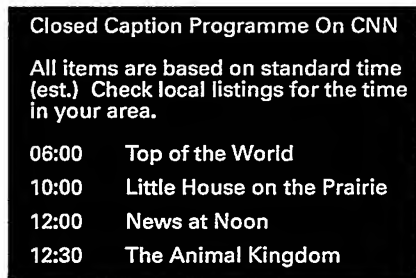 Closed Caption Programme On CNN
All items are based on standard time
(est.) Check local listings for the time
in your area.
06:00 Top of the World
10:00 Little House on the Prairie
12:00 News at Noon
12:30 The Animal Kingdom